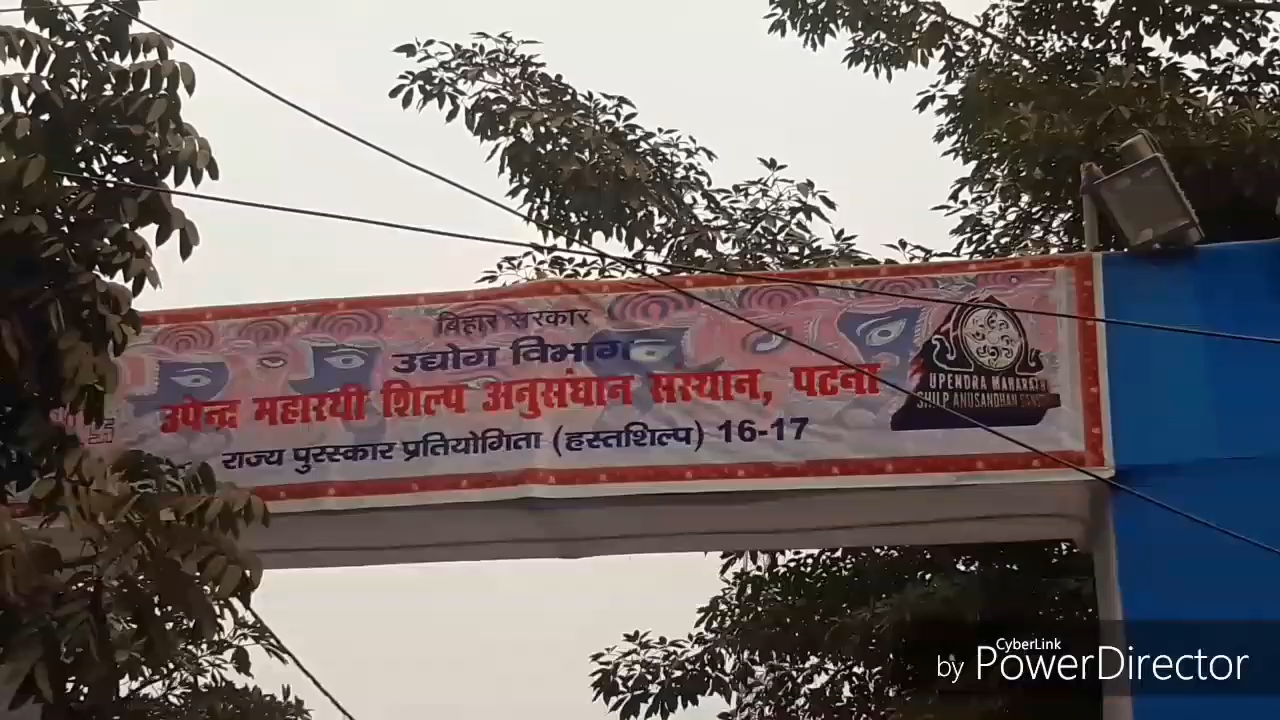 बिहार सरकार
उद्योग विभाग
उपेन्द्र महारथी शिल्प अनुसंधान संस्थान, पटना
राज्य पुरस्कार प्रतियोगिता (हस्तशिल्प) 16-17
UPENDRA MAHARATHI
SHILP ANUSANDHAN
CyberLink
by PowerDirector